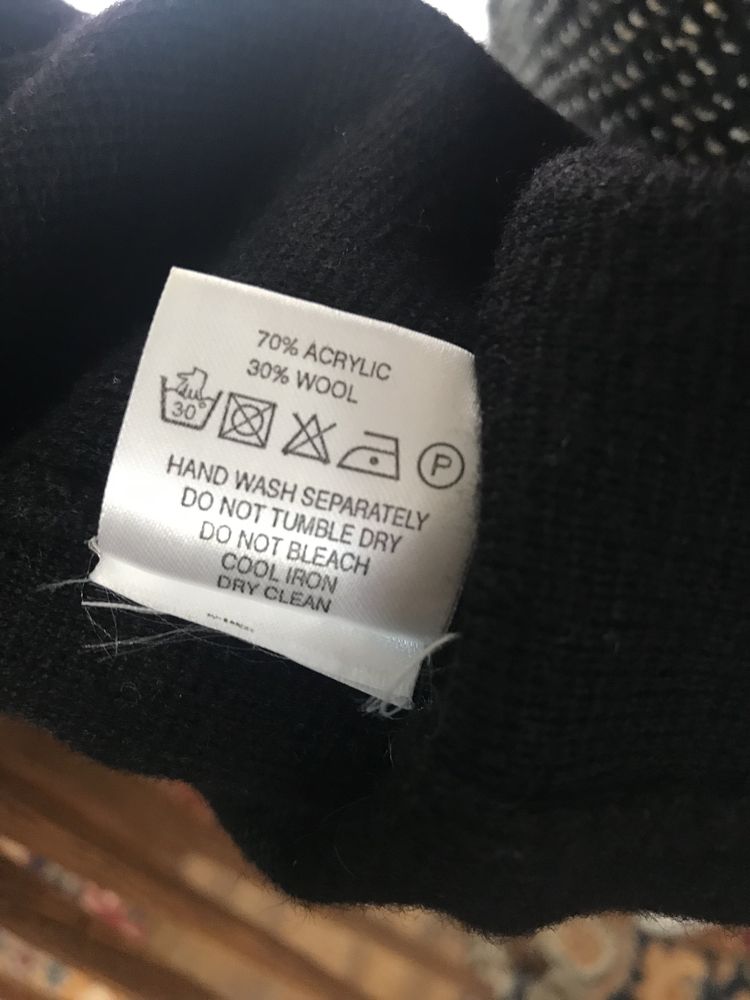 70% ACRYLIC
30% WOOL
30° P
HAND WASH SEPARATELY
DO NOT TUMBLE DRY
DO NOT BLEACH
COOL IRON
DRY CLEAN